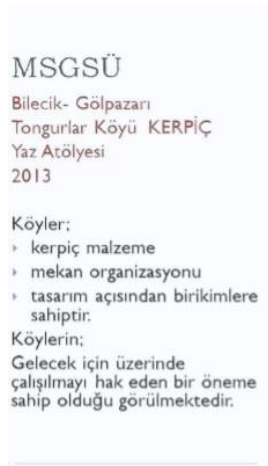 MSGSÜ
Bilecik- Gölpazarı
Tongurlar Köyü KERPİÇ
Yaz Atölyesi
2013
Köyler;
kerpiç malzeme
mekan organizasyonu
tasarım açısından birikimlere
sahiptir.
Köylerin;
Gelecek için üzerinde
çalışılmayı hak eden bir öneme
sahip olduğu görülmektedir.